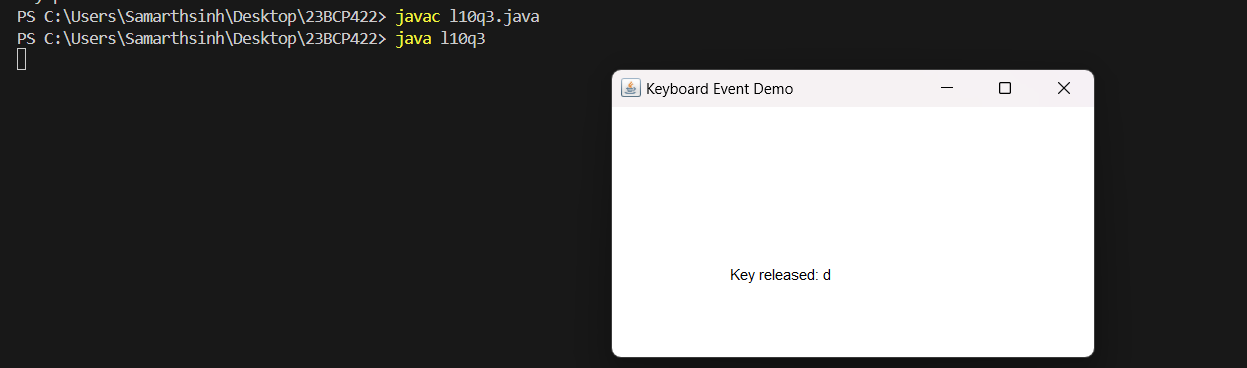 PS C:\Users\Samarthsinh\Desktop\23BCP422> javac l10q3.java
PS C:\Users\Samarthsinh\Desktop\23BCP422> java l10q3
Keyboard Event Demo
Key released: d